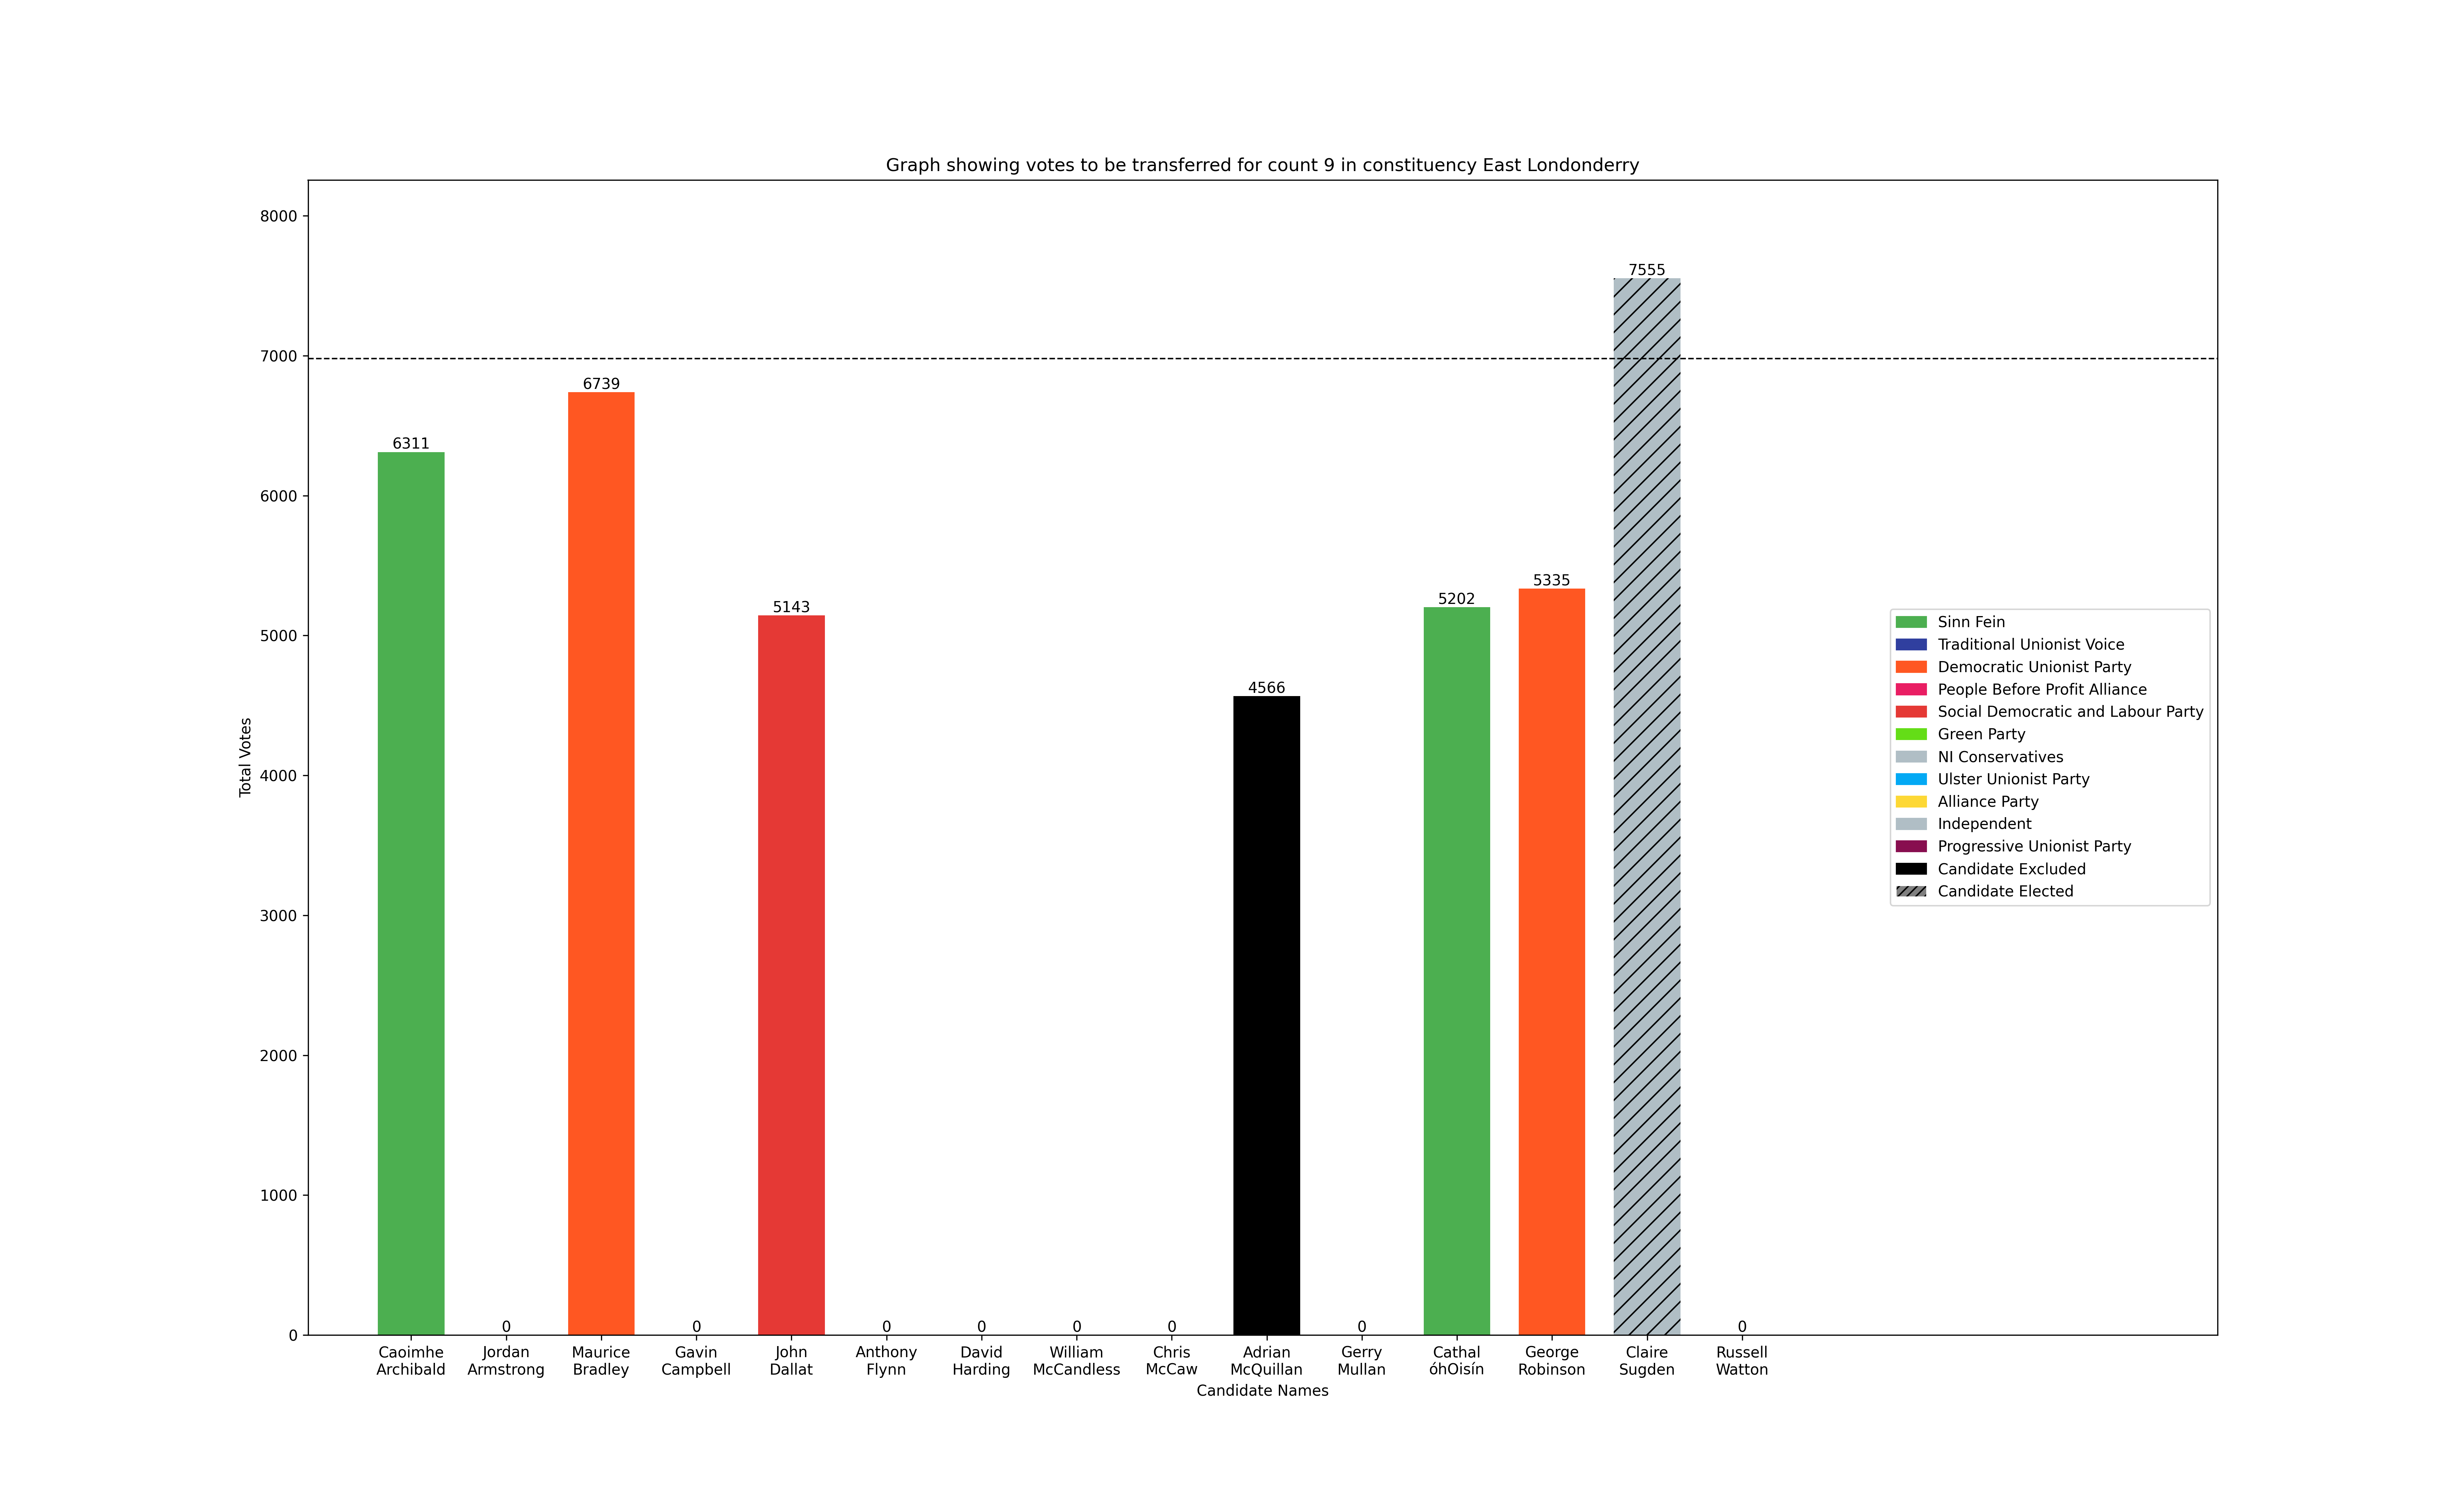 Graph showing votes to be transferred for count 9 in constituency East Londonderry
8000
7000
6000
5000
4000
3000
2000
1000
0
Total Votes
6311
0
6739
0
5143
0
0
0
0
4566
0
5202
5335
7555
0
Caoimhe
Archibald
Jordan
Armstrong
Maurice
Bradley
Gavin
Campbell
John
Dallat
Anthony
Flynn
David
Harding
William
McCandless
Chris
McCaw
Adrian
McQuillan
Gerry
Mullan
Cathal
óhOisín
George
Robinson
Claire
Sugden
Russell
Watton
Candidate Names
Sinn Fein
Traditional Unionist Voice
Democratic Unionist Party
People Before Profit Alliance
Social Democratic and Labour Party
Green Party
NI Conservatives
Ulster Unionist Party
Alliance Party
Independent
Progressive Unionist Party
Candidate Excluded
Candidate Elected